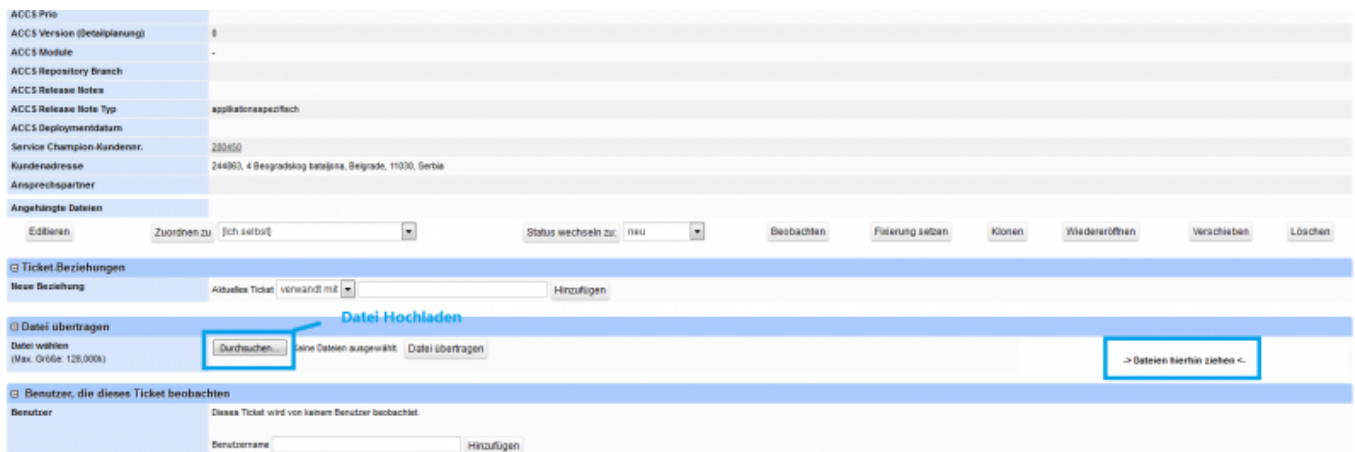 ACCS Prio
ACCS Version (Detailplanung) 0
ACCS Module -
ACCS Repository Branch
ACCS Release Notes
ACCS Release Note Typ applikationsspezifisch
ACCS Deploymentdatum
Service Champion-Kundennr. 280450
Kundenadresse 244863, 4 Beogradskog bataljona, Belgrade, 11030, Serbia
Ansprechspartner
Angehängte Dateien
Editieren Zuordnen zu [Ich selbst] Status wechseln zu: neu Beobachten Fixierung setzen Klonen Wiedereröffnen Verschieben Löschen
Ticket-Beziehungen
Neue Beziehung Aktuelles Ticket verwandt mit Hinzufügen
Datei Hochladen
Datei übertragen
Datei wählen Durchsuchen... Keine Dateien ausgewählt. Datei übertragen
(Max. Größe: 128,000k) -> Dateien hierhin ziehen <-
Benutzer, die dieses Ticket beobachten
Benutzer Dieses Ticket wird von keinem Benutzer beobachtet.
Benutzername Hinzufügen